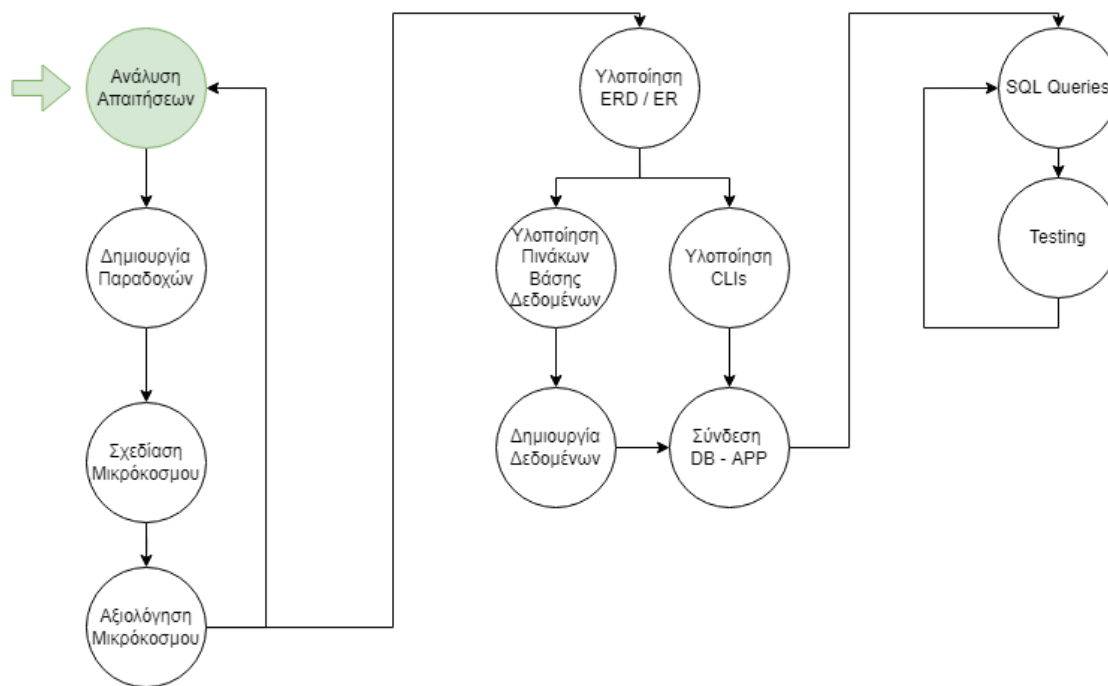 Ανάλυση
Απαιτήσεων
Δημιουργία
Παραδοχών
Σχεδίαση
Μικρόκοσμου
Αξιολόγηση
Μικρόκοσμου
Υλοποίηση
ERD / ER
Υλοποίηση
Πινάκων
Βάσης
Δεδομένων
Υλοποίηση
CLIs
Δημιουργία
Δεδομένων
Σύνδεση
DB - APP
SQL Queries
Testing